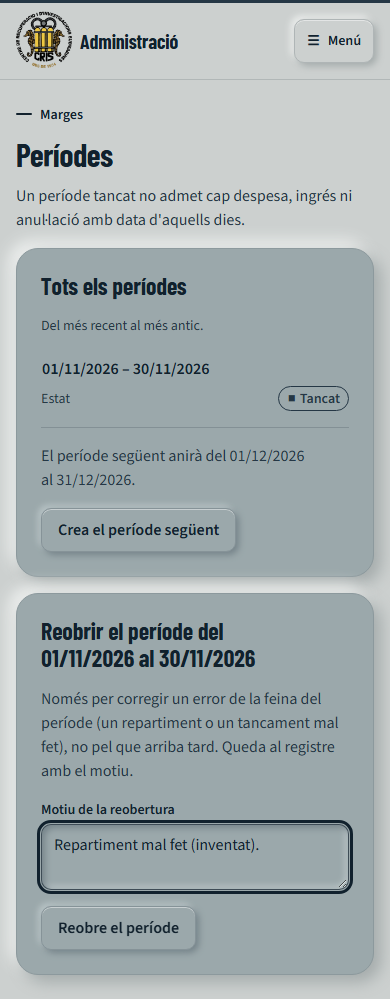 CRIS
Administració
☰ Menú
Marges
Períodes
Un període tancat no admet cap despesa, ingrés ni
anul·lació amb data d'aquells dies.
Tots els períodes
Del més recent al més antic.
01/11/2026 – 30/11/2026
Estat
Tancat
El període següent anirà del 01/12/2026
al 31/12/2026.
Crea el període següent
Reobrir el període del
01/11/2026 al 30/11/2026
Només per corregir un error de la feina del
període (un repartiment o un tancament mal
fet), no pel que arriba tard. Queda al registre
amb el motiu.
Motiu de la reobertura
Repartiment mal fet (inventat).
Reobre el període